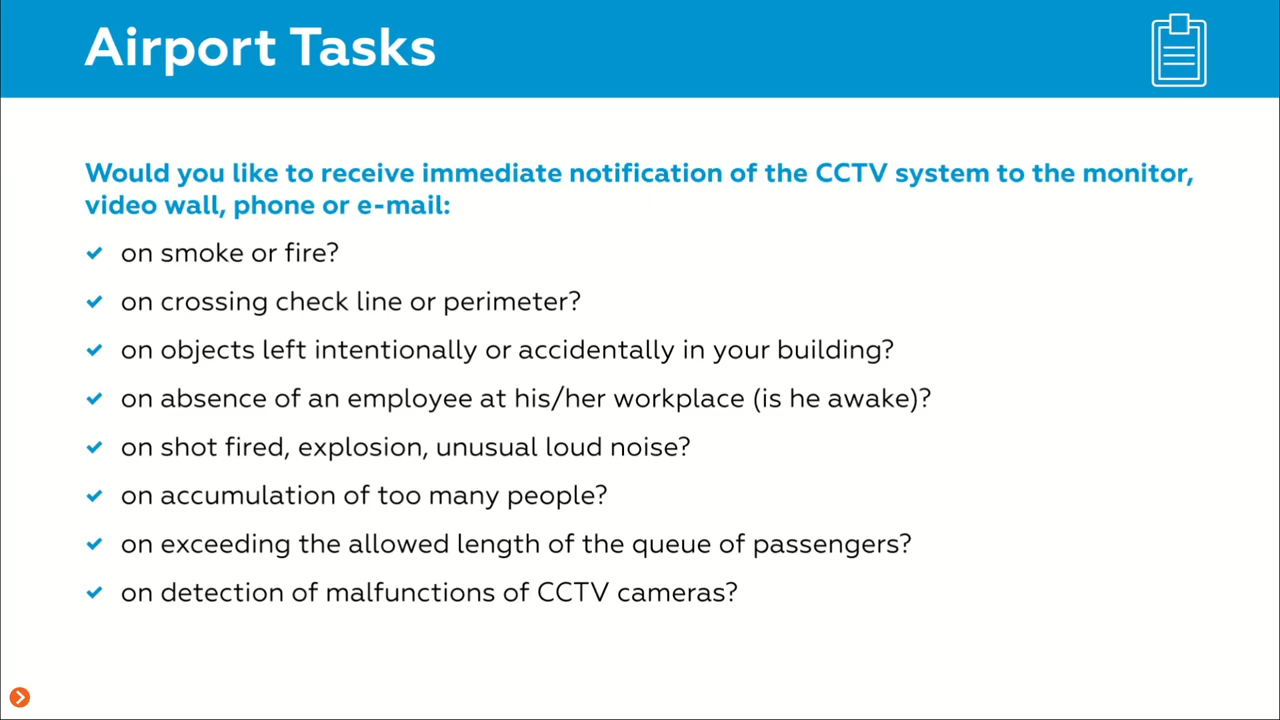 Airport Tasks
Would you like to receive immediate notification of the CCTV system to the monitor,
video wall, phone or e-mail:
on smoke or fire?
on crossing check line or perimeter?
on objects left intentionally or accidentally in your building?
on absence of an employee at his/her workplace (is he awake)?
on shot fired, explosion, unusual loud noise?
on accumulation of too many people?
on exceeding the allowed length of the queue of passengers?
on detection of malfunctions of CCTV cameras?